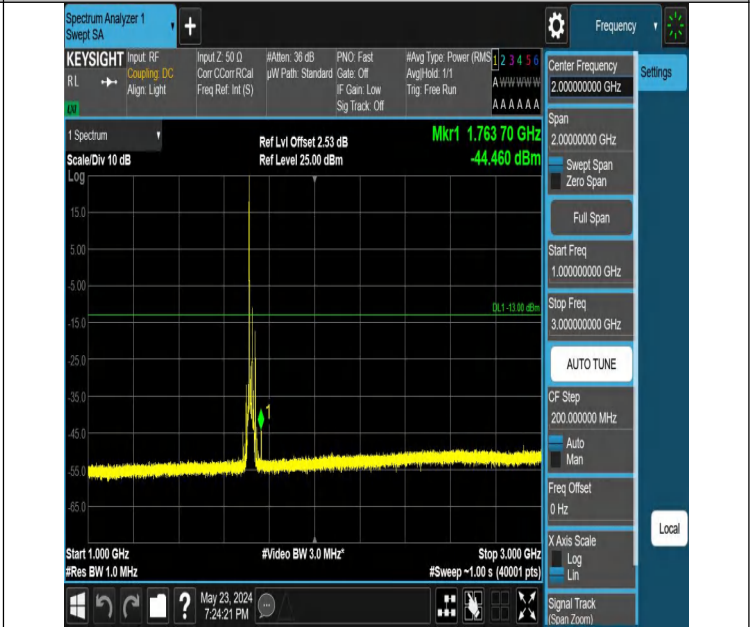 Spectrum Analyzer 1
Swept SA
+
Frequency
KEYSIGHT
RL
LXI
Input: RF
Coupling: DC
Align: Light
Input Z: 50 Ω
Corr CCorr RCal
Freq Ref: Int (S)
#Atten: 36 dB
µW Path: Standard
PNO: Fast
Gate: Off
IF Gain: Low
Sig Track: Off
#Avg Type: Power (RMS
Avg|Hold: 1/1
Trig: Free Run
1 2 3 4 5 6
A W W W W W
A A A A A A
1 Spectrum
Scale/Div 10 dB
Log
Ref Lvl Offset 2.53 dB
Ref Level 25.00 dBm
Mkr1 1.763 70 GHz
-44.460 dBm
15.0
5.00
-5.00
DL1 -13.00 dBm
-15.0
-25.0
-35.0
1
-45.0
-55.0
-65.0
Start 1.000 GHz
#Res BW 1.0 MHz
#Video BW 3.0 MHz*
Stop 3.000 GHz
#Sweep ~1.00 s (40001 pts)
Center Frequency
2.000000000 GHz
Settings
Span
2.00000000 GHz
Swept Span
Zero Span
Full Span
Start Freq
1.000000000 GHz
Stop Freq
3.000000000 GHz
AUTO TUNE
CF Step
200.000000 MHz
Auto
Man
Freq Offset
0 Hz
X Axis Scale
Log
Lin
Local
Signal Track
(Span Zoom)
?
May 23, 2024
7:24:21 PM